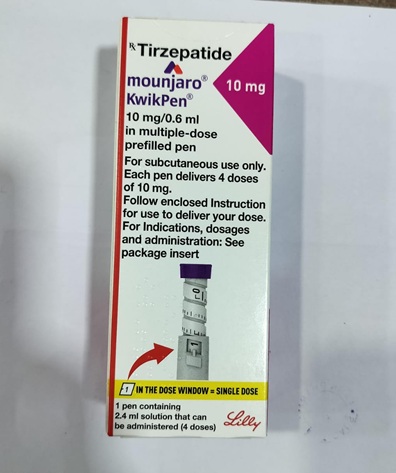 ℞ Tirzepatide
mounjaro®
KwikPen®
10 mg
10 mg/0.6 ml
in multiple-dose
prefilled pen
For subcutaneous use only.
Each pen delivers 4 doses
of 10 mg.
Follow enclosed Instruction
for use to deliver your dose.
For Indications, dosages
and administration: See
package insert
1 IN THE DOSE WINDOW = SINGLE DOSE
1 pen containing
2.4 ml solution that can
be administered (4 doses)
Lilly